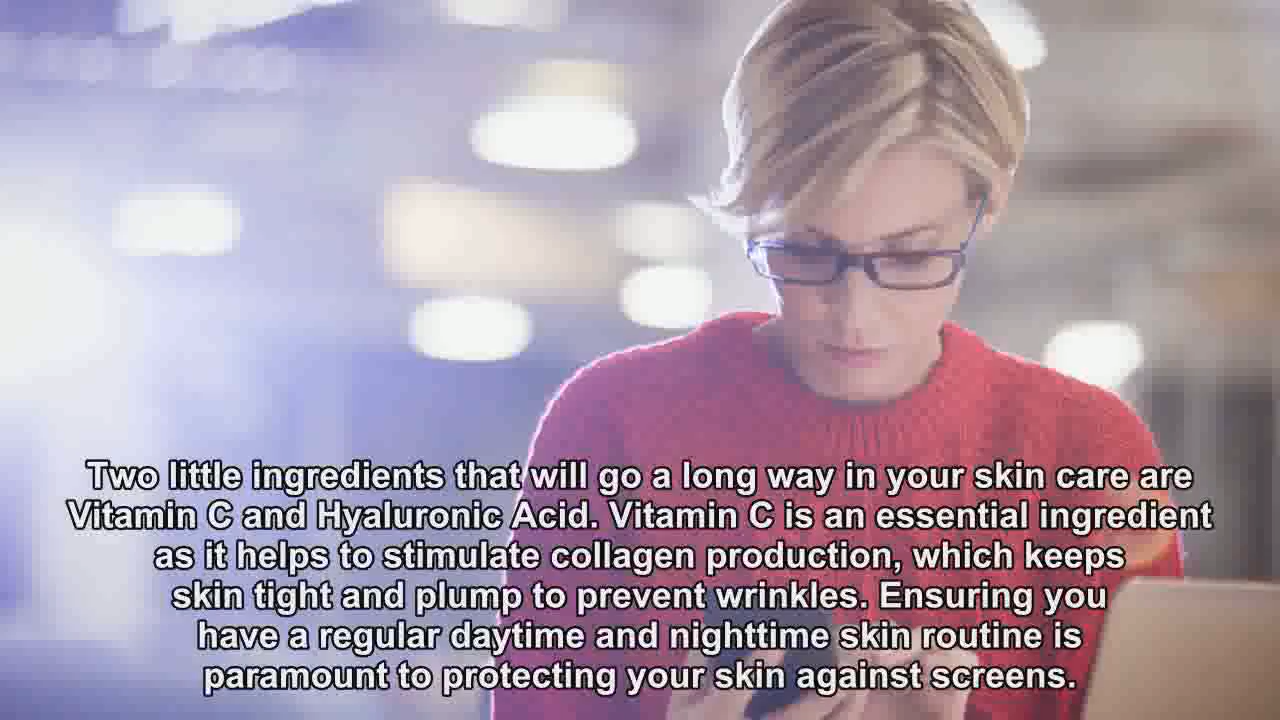 Two little ingredients that will go a long way in your skin care are
Vitamin C and Hyaluronic Acid. Vitamin C is an essential ingredient
as it helps to stimulate collagen production, which keeps
skin tight and plump to prevent wrinkles. Ensuring you
have a regular daytime and nighttime skin routine is
paramount to protecting your skin against screens.